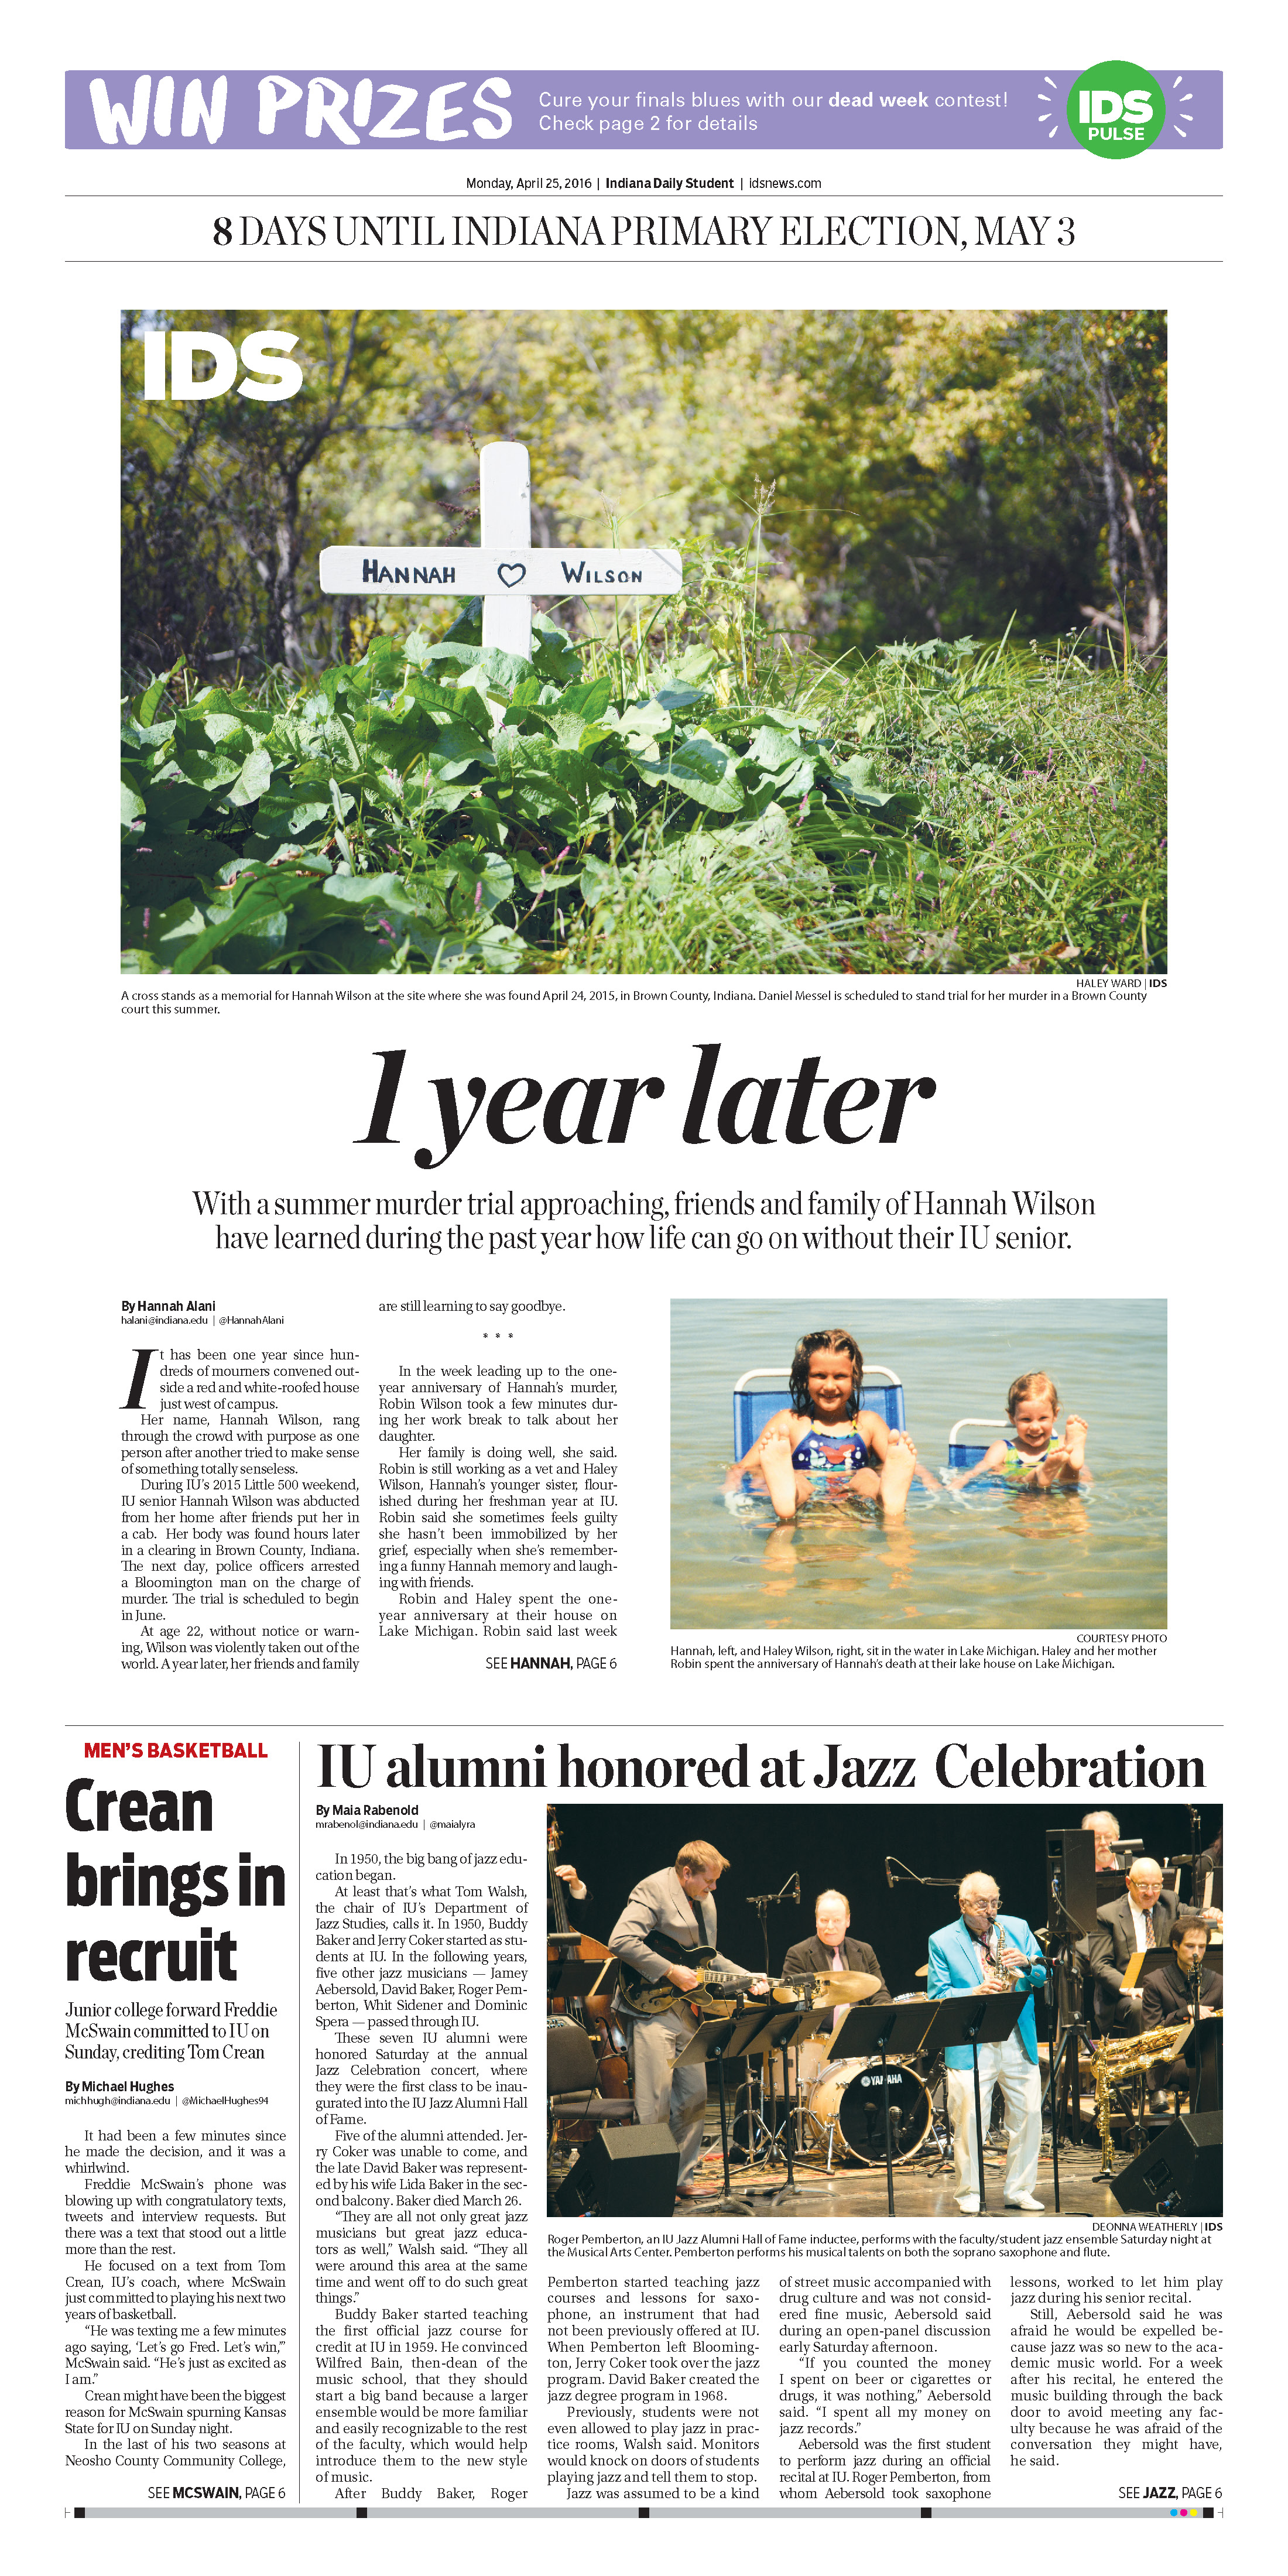 WIN PRIZES
Cure your finals blues with our dead week contest!
Check page 2 for details
IDS
PULSE
Monday, April 25, 2016 | Indiana Daily Student | idsnews.com
8 DAYS UNTIL INDIANA PRIMARY ELECTION, MAY 3
IDS
HANNAH ♡ WILSON
HALEY WARD | IDS
A cross stands as a memorial for Hannah Wilson at the site where she was found April 24, 2015, in Brown County, Indiana. Daniel Messel is scheduled to stand trial for her murder in a Brown County
court this summer.
1 year later
With a summer murder trial approaching, friends and family of Hannah Wilson
have learned during the past year how life can go on without their IU senior.
By Hannah Alani
halani@indiana.edu | @HannahAlani
It has been one year since hun-
dreds of mourners convened out-
side a red and white-roofed house
just west of campus.
Her name, Hannah Wilson, rang
through the crowd with purpose as one
person after another tried to make sense
of something totally senseless.
During IU's 2015 Little 500 weekend,
IU senior Hannah Wilson was abducted
from her home after friends put her in
a cab. Her body was found hours later
in a clearing in Brown County, Indiana.
The next day, police officers arrested
a Bloomington man on the charge of
murder. The trial is scheduled to begin
in June.
At age 22, without notice or warn-
ing, Wilson was violently taken out of the
world. A year later, her friends and family
are still learning to say goodbye.
* * *
In the week leading up to the one-
year anniversary of Hannah's murder,
Robin Wilson took a few minutes dur-
ing her work break to talk about her
daughter.
Her family is doing well, she said.
Robin is still working as a vet and Haley
Wilson, Hannah's younger sister, flour-
ished during her freshman year at IU.
Robin said she sometimes feels guilty
she hasn't been immobilized by her
grief, especially when she's remember-
ing a funny Hannah memory and laugh-
ing with friends.
Robin and Haley spent the one-
year anniversary at their house on
Lake Michigan. Robin said last week
SEE HANNAH, PAGE 6
COURTESY PHOTO
Hannah, left, and Haley Wilson, right, sit in the water in Lake Michigan. Haley and her mother
Robin spent the anniversary of Hannah's death at their lake house on Lake Michigan.
MEN'S BASKETBALL
Crean
brings in
recruit
Junior college forward Freddie
McSwain committed to IU on
Sunday, crediting Tom Crean
By Michael Hughes
michhugh@indiana.edu | @MichaelHughes94
It had been a few minutes since
he made the decision, and it was a
whirlwind.
Freddie McSwain's phone was
blowing up with congratulatory texts,
tweets and interview requests. But
there was a text that stood out a little
more than the rest.
He focused on a text from Tom
Crean, IU's coach, where McSwain
just committed to playing his next two
years of basketball.
"He was texting me a few minutes
ago saying, 'Let's go Fred. Let's win,'"
McSwain said. "He's just as excited as
I am."
Crean might have been the biggest
reason for McSwain spurning Kansas
State for IU on Sunday night.
In the last of his two seasons at
Neosho County Community College,
SEE MCSWAIN, PAGE 6
IU alumni honored at Jazz Celebration
By Maia Rabenold
mrabenol@indiana.edu | @maialyra
In 1950, the big bang of jazz edu-
cation began.
At least that's what Tom Walsh,
the chair of IU's Department of
Jazz Studies, calls it. In 1950, Buddy
Baker and Jerry Coker started as stu-
dents at IU. In the following years,
five other jazz musicians — Jamey
Aebersold, David Baker, Roger Pem-
berton, Whit Sidener and Dominic
Spera — passed through IU.
These seven IU alumni were
honored Saturday at the annual
Jazz Celebration concert, where
they were the first class to be inau-
gurated into the IU Jazz Alumni Hall
of Fame.
Five of the alumni attended. Jer-
ry Coker was unable to come, and
the late David Baker was represent-
ed by his wife Lida Baker in the sec-
ond balcony. Baker died March 26.
"They are all not only great jazz
musicians but great jazz educa-
tors as well," Walsh said. "They all
were around this area at the same
time and went off to do such great
things."
Buddy Baker started teaching
the first official jazz course for
credit at IU in 1959. He convinced
Wilfred Bain, then-dean of the
music school, that they should
start a big band because a larger
ensemble would be more familiar
and easily recognizable to the rest
of the faculty, which would help
introduce them to the new style
of music.
After Buddy Baker, Roger
YAMAHA
DEONNA WEATHERLY | IDS
Roger Pemberton, an IU Jazz Alumni Hall of Fame inductee, performs with the faculty/student jazz ensemble Saturday night at
the Musical Arts Center. Pemberton performs his musical talents on both the soprano saxophone and flute.
Pemberton started teaching jazz
courses and lessons for saxo-
phone, an instrument that had
not been previously offered at IU.
When Pemberton left Blooming-
ton, Jerry Coker took over the jazz
program. David Baker created the
jazz degree program in 1968.
Previously, students were not
even allowed to play jazz in prac-
tice rooms, Walsh said. Monitors
would knock on doors of students
playing jazz and tell them to stop.
Jazz was assumed to be a kind
of street music accompanied with
drug culture and was not consid-
ered fine music, Aebersold said
during an open-panel discussion
early Saturday afternoon.
"If you counted the money
I spent on beer or cigarettes or
drugs, it was nothing," Aebersold
said. "I spent all my money on
jazz records."
Aebersold was the first student
to perform jazz during an official
recital at IU. Roger Pemberton, from
whom Aebersold took saxophone
lessons, worked to let him play
jazz during his senior recital.
Still, Aebersold said he was
afraid he would be expelled be-
cause jazz was so new to the aca-
demic music world. For a week
after his recital, he entered the
music building through the back
door to avoid meeting any fac-
ulty because he was afraid of the
conversation they might have,
he said.
SEE JAZZ, PAGE 6